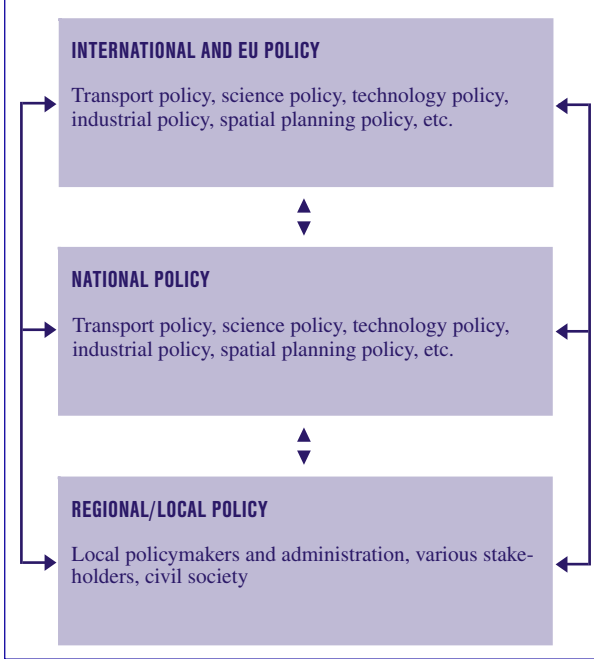 INTERNATIONAL AND EU POLICY
Transport policy, science policy, technology policy,
industrial policy, spatial planning policy, etc.
NATIONAL POLICY
Transport policy, science policy, technology policy,
industrial policy, spatial planning policy, etc.
REGIONAL/LOCAL POLICY
Local policymakers and administration, various stake-
holders, civil society